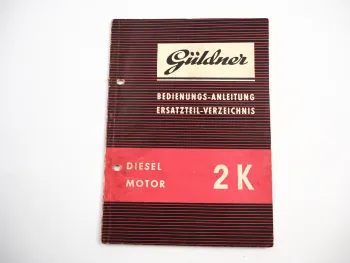 Güldner
BEDIENUNGS-ANLEITUNG
ERSATZTEIL-VERZEICHNIS
DIESEL
MOTOR 2 K